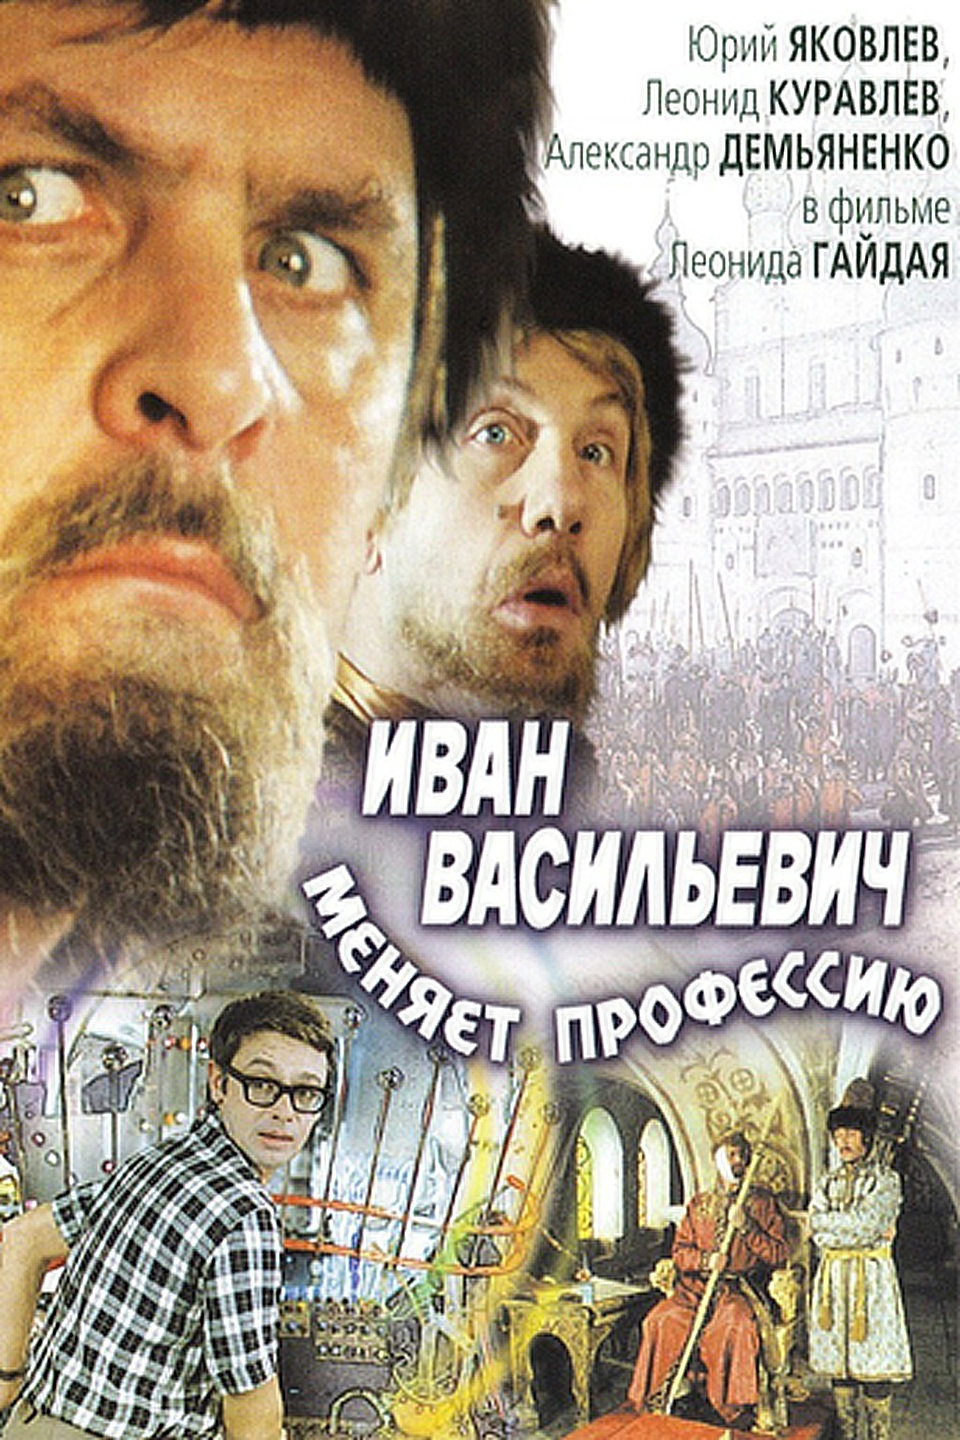 Юрий ЯКОВЛЕВ,
Леонид КУРАВЛЕВ,
Александр ДЕМЬЯНЕНКО
в фильме
Леонида ГАЙДАЯ
ИВАН
ВАСИЛЬЕВИЧ
МЕНЯЕТ ПРОФЕССИЮ